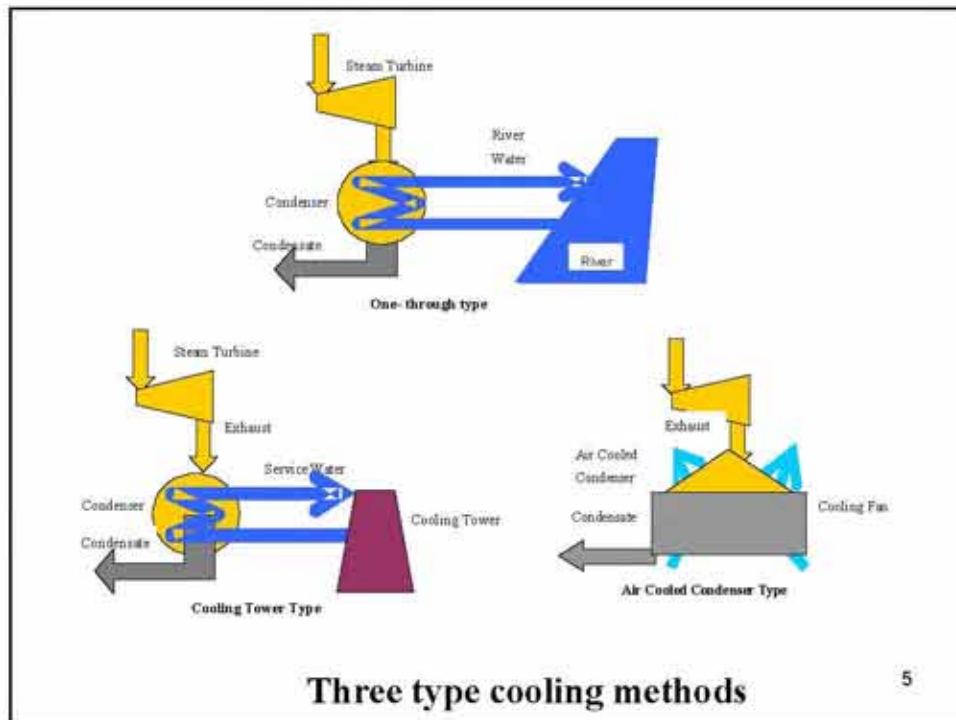 Steam Turbine
River
Water
Condenser
Condensate
River
One- through type
Steam Turbine
Exhaust
Service Water
Condenser
Cooling Tower
Condensate
Cooling Tower Type
Exhaust
Air Cooled
Condenser
Cooling Fan
Condensate
Air Cooled Condenser Type
Three type cooling methods
5